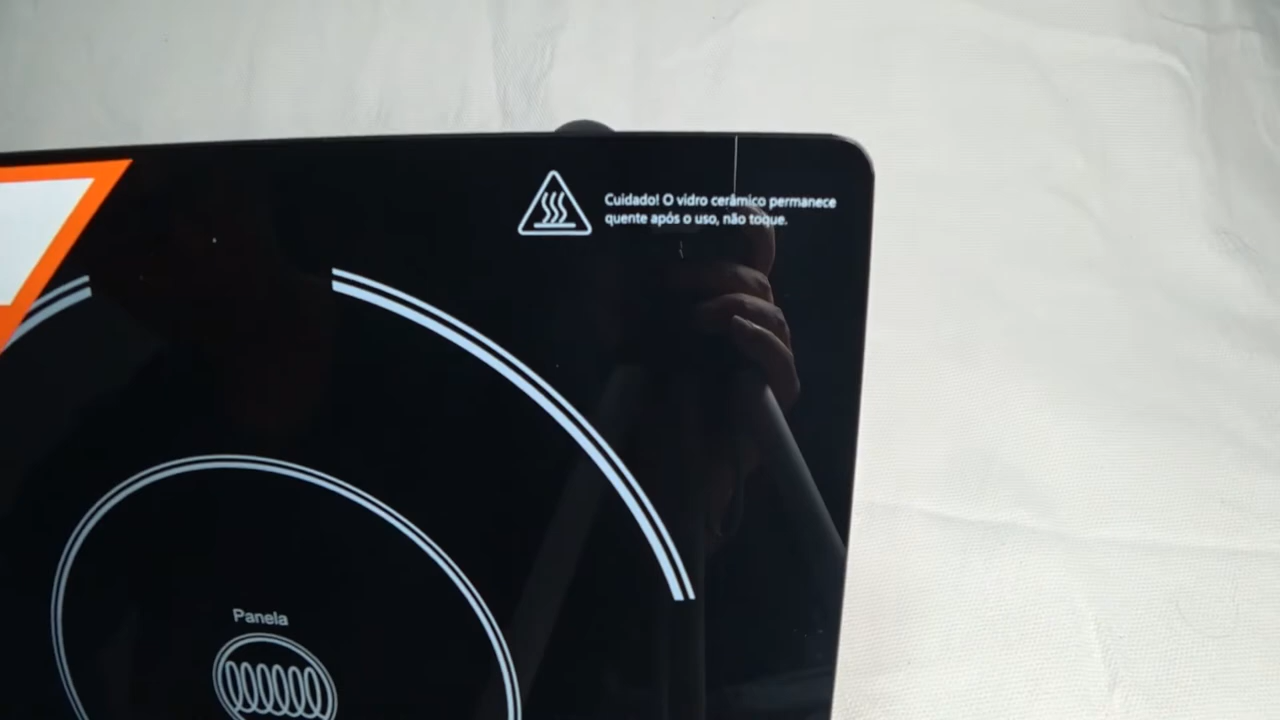 Cuidado! O vidro cerâmico permanece
quente após o uso, não toque.
Panela